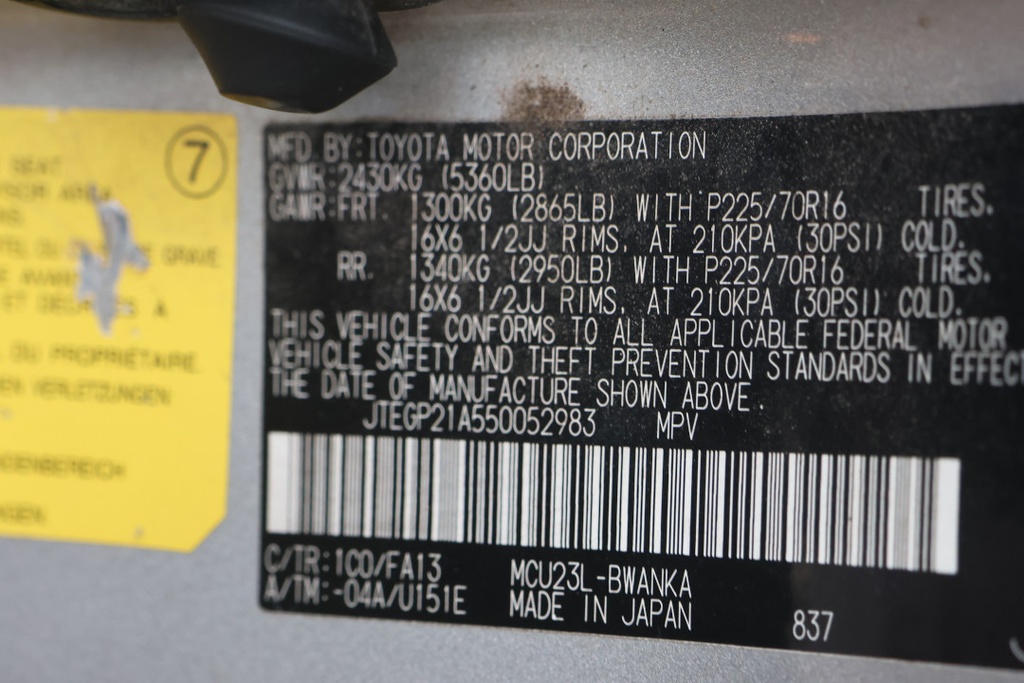 7
SEAT
GRAVE
A
DU PROPRIÉTAIRE.
VERLETZUNGEN
MFD. BY: TOYOTA MOTOR CORPORATION
GVWR: 2430KG (5360LB)
GAWR: FRT. 1300KG (2865LB) WITH P225/70R16 TIRES.
16X6 1/2JJ RIMS. AT 210KPA (30PSI) COLD.
RR. 1340KG (2950LB) WITH P225/70R16 TIRES.
16X6 1/2JJ RIMS. AT 210KPA (30PSI) COLD.
THIS VEHICLE CONFORMS TO ALL APPLICABLE FEDERAL MOTOR
VEHICLE SAFETY AND THEFT PREVENTION STANDARDS IN EFFECT
THE DATE OF MANUFACTURE SHOWN ABOVE.
JTEGP21A550052983 MPV
C/TR: 1C0/FA13 MCU23L-BWANKA
A/TM: -04A/U151E MADE IN JAPAN 837